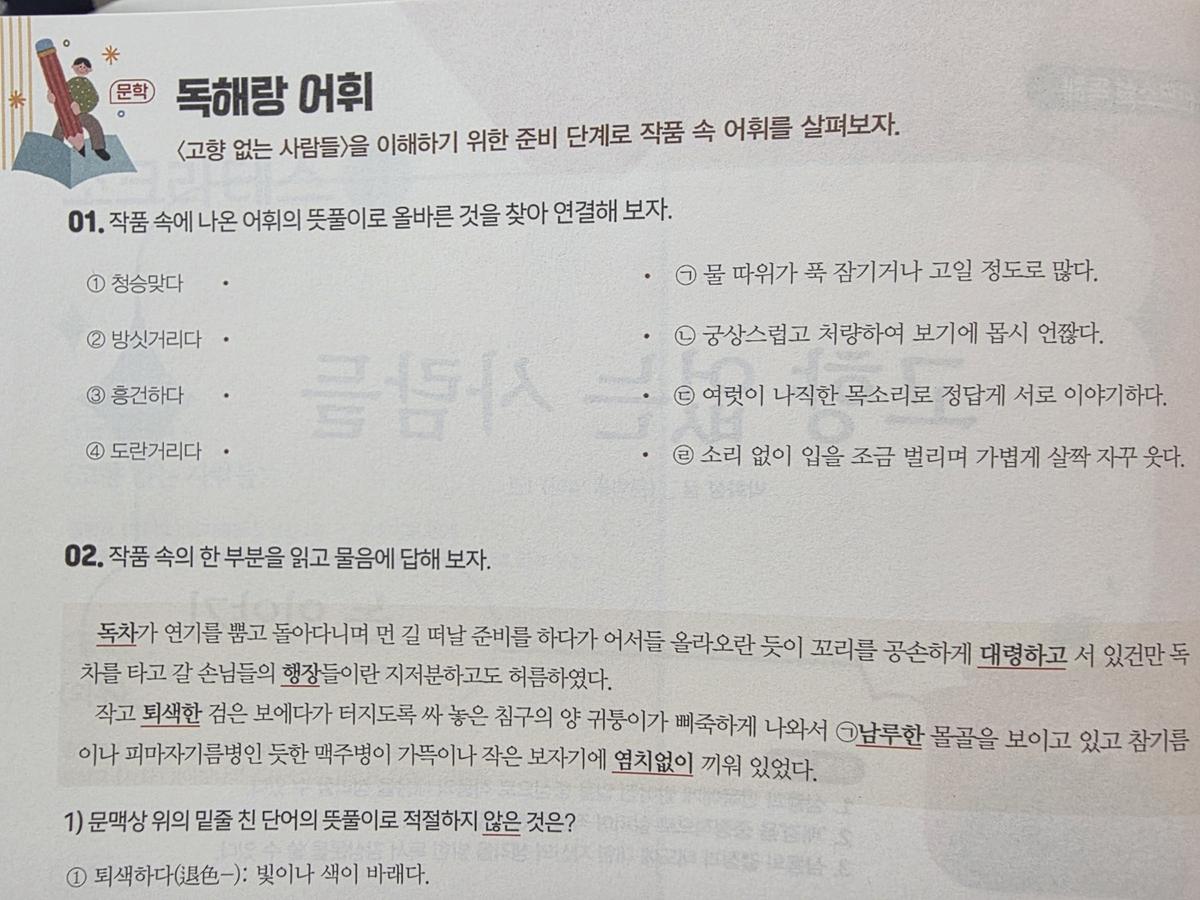 문학
독해랑 어휘
〈고향 없는 사람들〉을 이해하기 위한 준비 단계로 작품 속 어휘를 살펴보자.
01. 작품 속에 나온 어휘의 뜻풀이로 올바른 것을 찾아 연결해 보자.
① 청승맞다 • • ㉠ 물 따위가 푹 잠기거나 고일 정도로 많다.
② 방싯거리다 • • ㉡ 궁상스럽고 처량하여 보기에 몹시 언짢다.
③ 흥건하다 • • ㉢ 여럿이 나직한 목소리로 정답게 서로 이야기하다.
④ 도란거리다 • • ㉣ 소리 없이 입을 조금 벌리며 가볍게 살짝 자꾸 웃다.
02. 작품 속의 한 부분을 읽고 물음에 답해 보자.
독차가 연기를 뿜고 돌아다니며 먼 길 떠날 준비를 하다가 어서들 올라오란 듯이 꼬리를 공손하게 대령하고 서 있건만 독
차를 타고 갈 손님들의 행장들이란 지저분하고도 허름하였다.
작고 퇴색한 검은 보에다가 터지도록 싸 놓은 침구의 양 귀퉁이가 삐죽하게 나와서 ㉠남루한 몰골을 보이고 있고 참기름
이나 피마자기름병인 듯한 맥주병이 가뜩이나 작은 보자기에 염치없이 끼워 있었다.
1) 문맥상 위의 밑줄 친 단어의 뜻풀이로 적절하지 않은 것은?
① 퇴색하다(退色−): 빛이나 색이 바래다.